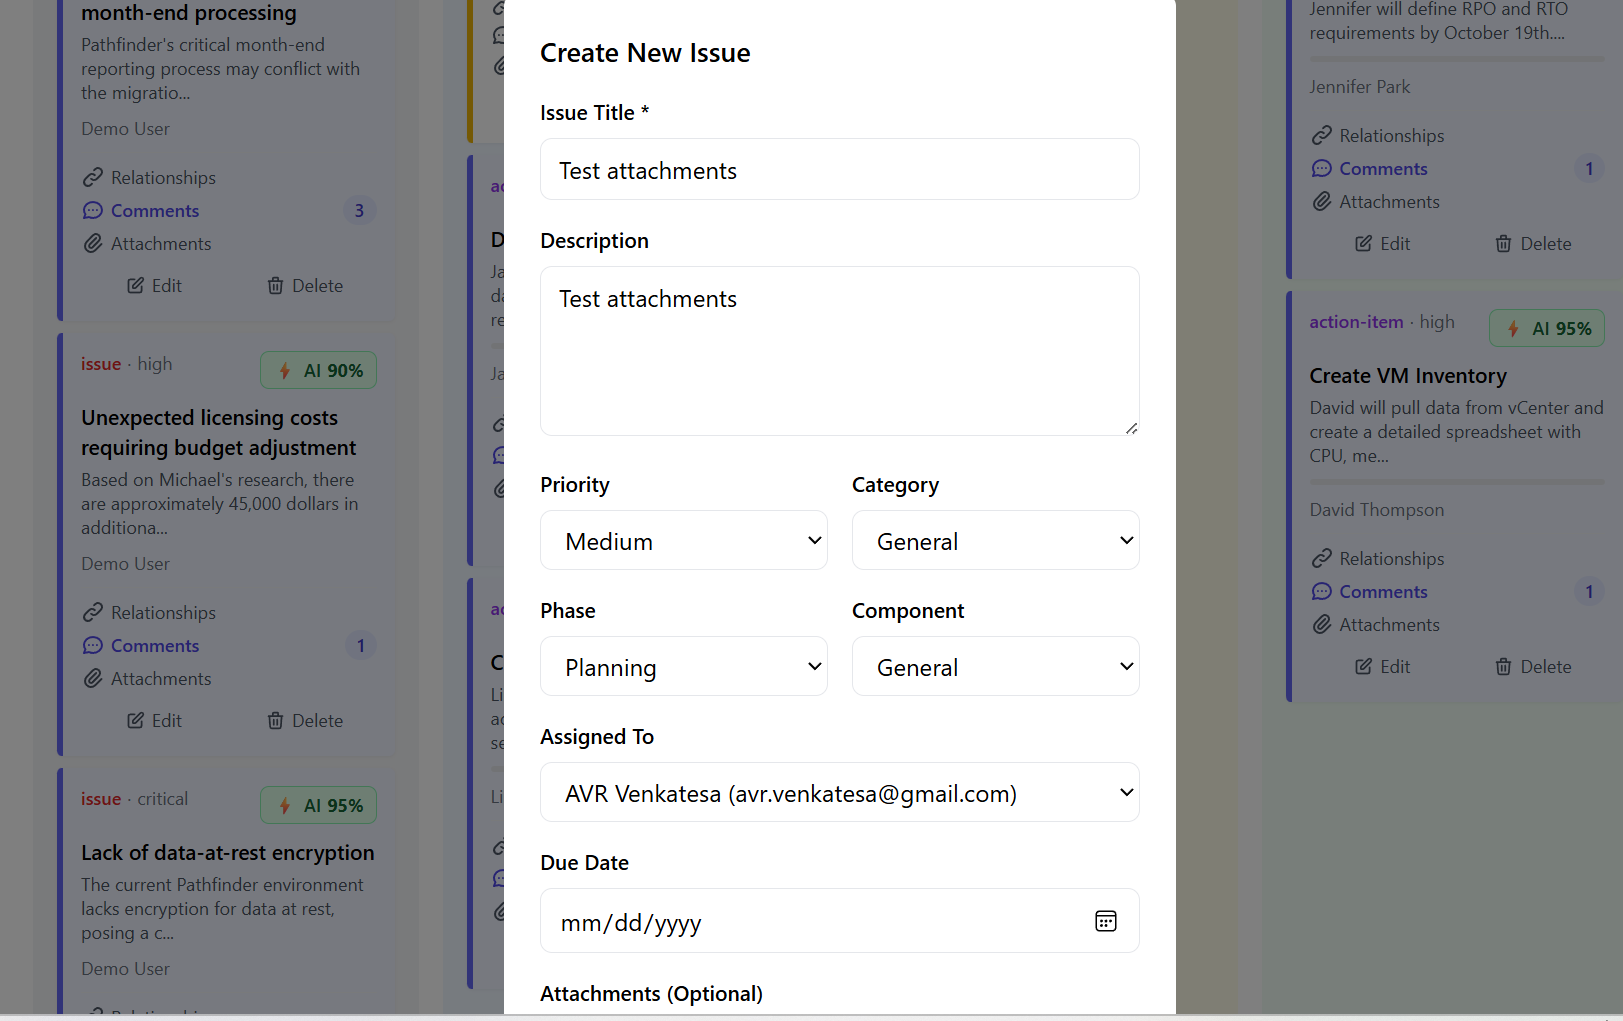 month-end processing
Pathfinder's critical month-end
reporting process may conflict with
the migratio...
Demo User
Relationships
Comments 3
Attachments
Edit Delete
issue · high AI 90%
Unexpected licensing costs
requiring budget adjustment
Based on Michael's research, there
are approximately 45,000 dollars in
additiona...
Demo User
Relationships
Comments 1
Attachments
Edit Delete
issue · critical AI 95%
Lack of data-at-rest encryption
The current Pathfinder environment
lacks encryption for data at rest,
posing a c...
Demo User
Create New Issue
Issue Title *
Test attachments
Description
Test attachments
Priority Category
Medium General
Phase Component
Planning General
Assigned To
AVR Venkatesa (avr.venkatesa@gmail.com)
Due Date
mm/dd/yyyy
Attachments (Optional)
Jennifer will define RPO and RTO
requirements by October 19th....
Jennifer Park
Relationships
Comments 1
Attachments
Edit Delete
action-item · high AI 95%
Create VM Inventory
David will pull data from vCenter and
create a detailed spreadsheet with
CPU, me...
David Thompson
Relationships
Comments 1
Attachments
Edit Delete